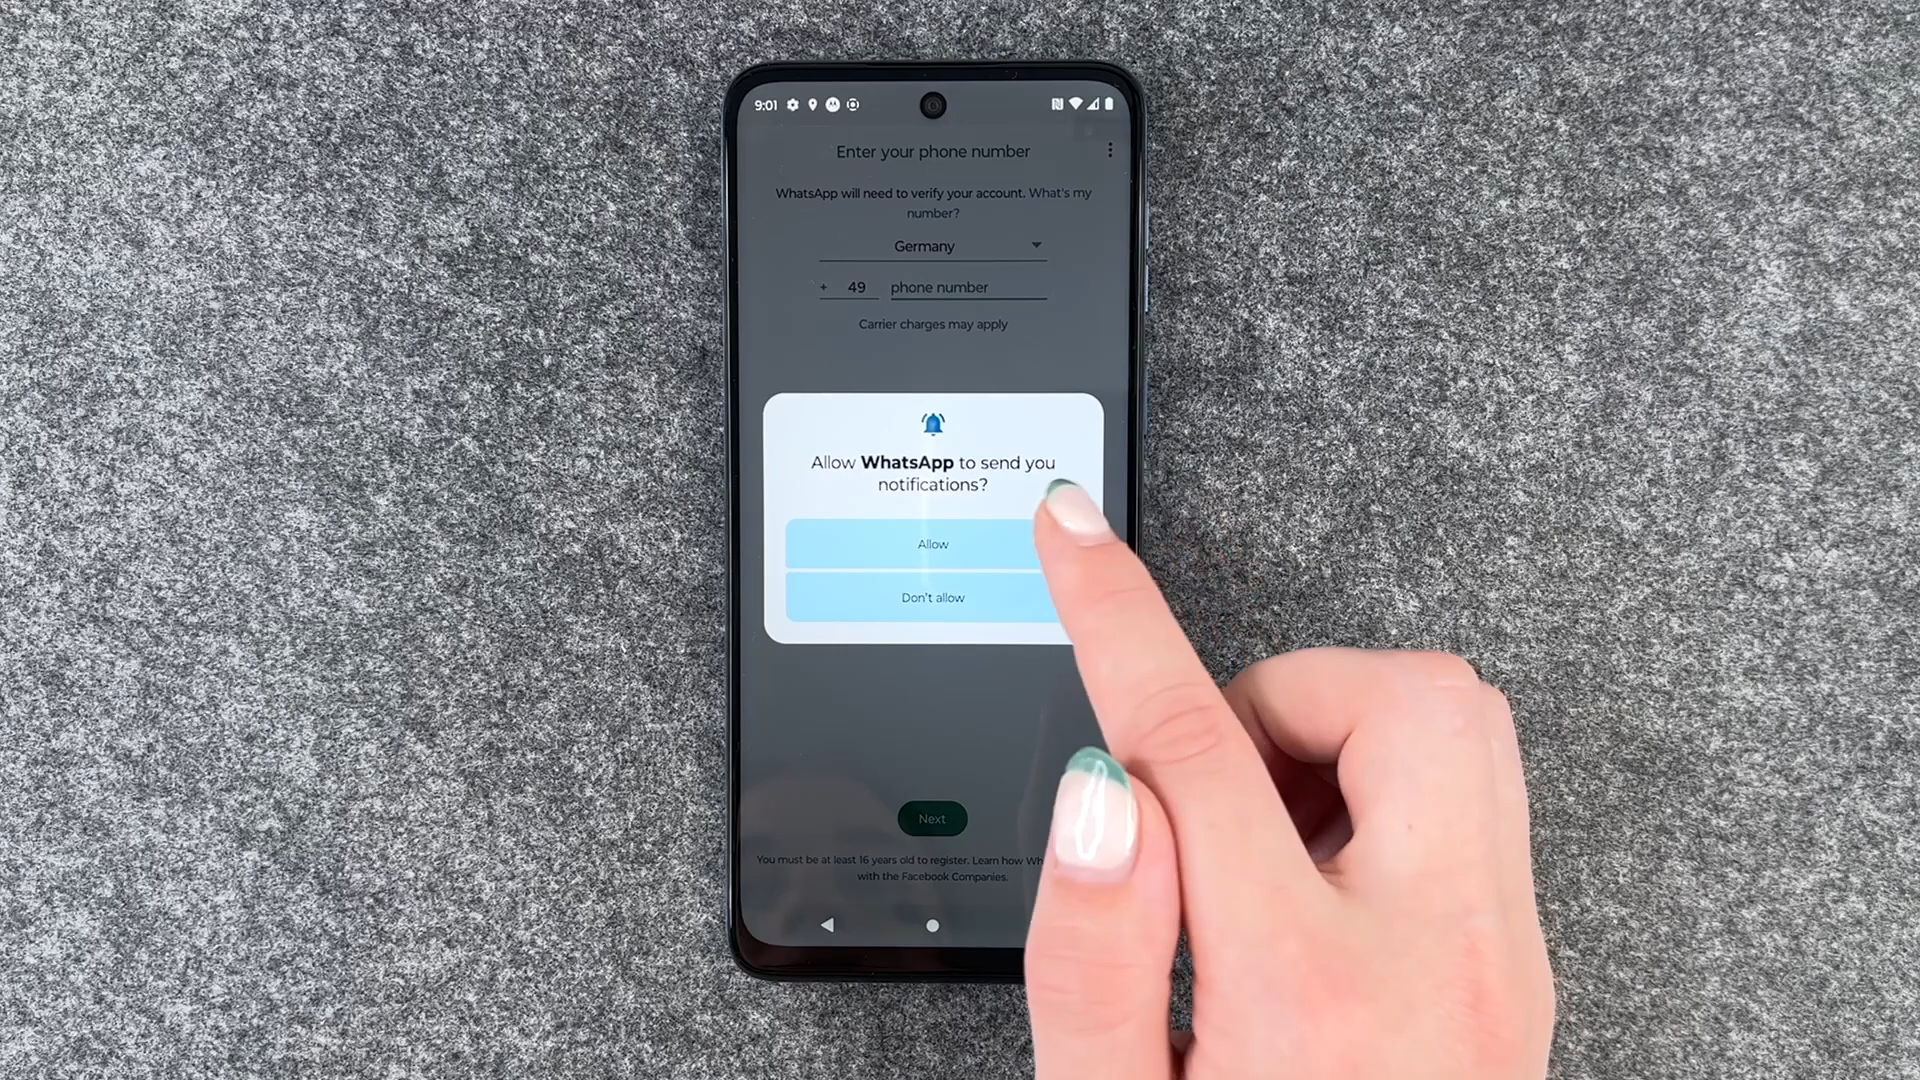 9:01
Enter your phone number
WhatsApp will need to verify your account. What's my
number?
Germany
+ 49 phone number
Carrier charges may apply
Allow WhatsApp to send you
notifications?
Allow
Don't allow
Next
You must be at least 16 years old to register. Learn how
with the Facebook Companies.